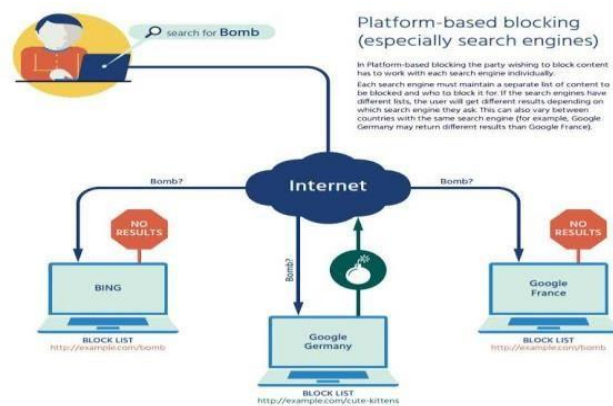 search for Bomb
Platform-based blocking
(especially search engines)
In Platform-based blocking the party wishing to block content
has to work with each search engine individually.
Each search engine must maintain a separate list of content to
be blocked and who to block it for. If the search engines have
different lists, the user will get different results depending on
which search engine they ask. This can also vary between
countries with the same search engine (for example, Google
Germany may return different results than Google France).
Internet
Bomb?
Bomb?
Bomb?
NO
RESULTS
NO
RESULTS
BING
Google
France
Google
Germany
BLOCK LIST
http://example.com/bomb
BLOCK LIST
http://example.com/bomb
BLOCK LIST
http://example.com/cute-kittens